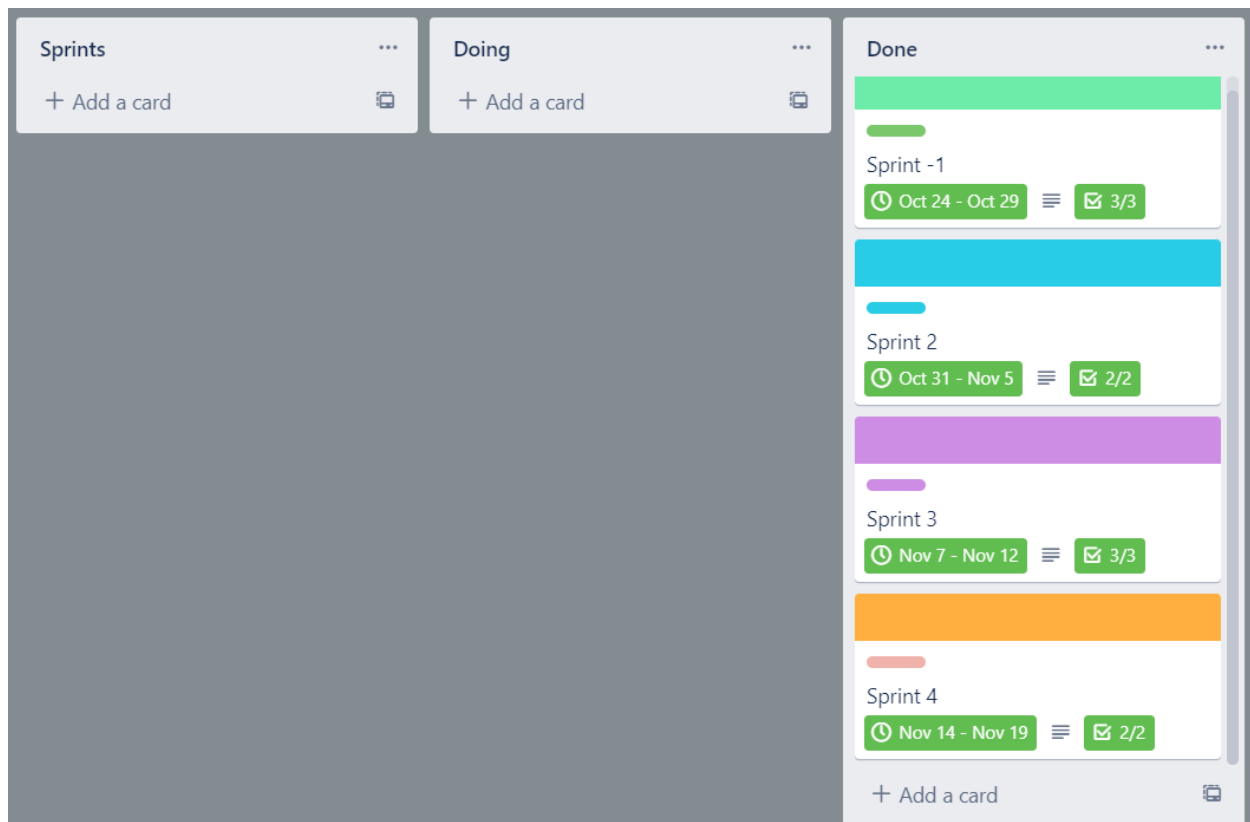 Sprints
+ Add a card
Doing
+ Add a card
Done
Sprint -1
Oct 24 - Oct 29 3/3
Sprint 2
Oct 31 - Nov 5 2/2
Sprint 3
Nov 7 - Nov 12 3/3
Sprint 4
Nov 14 - Nov 19 2/2
+ Add a card